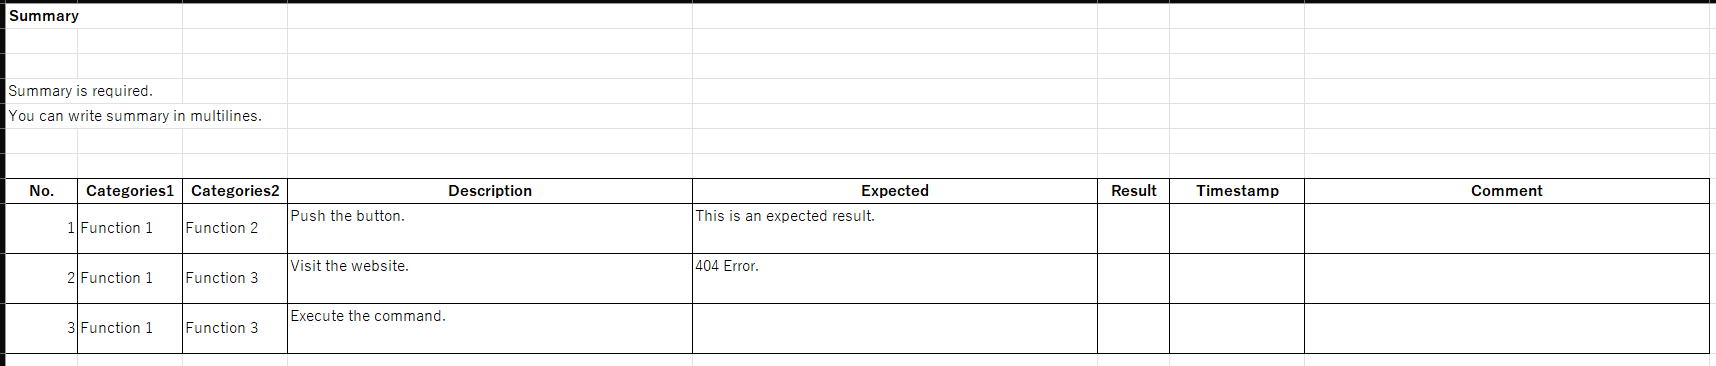 Summary
Summary is required.
You can write summary in multilines.
No. Categories1 Categories2 Description Expected Result Timestamp Comment
1 Function 1 Function 2 Push the button. This is an expected result.
2 Function 1 Function 3 Visit the website. 404 Error.
3 Function 1 Function 3 Execute the command.